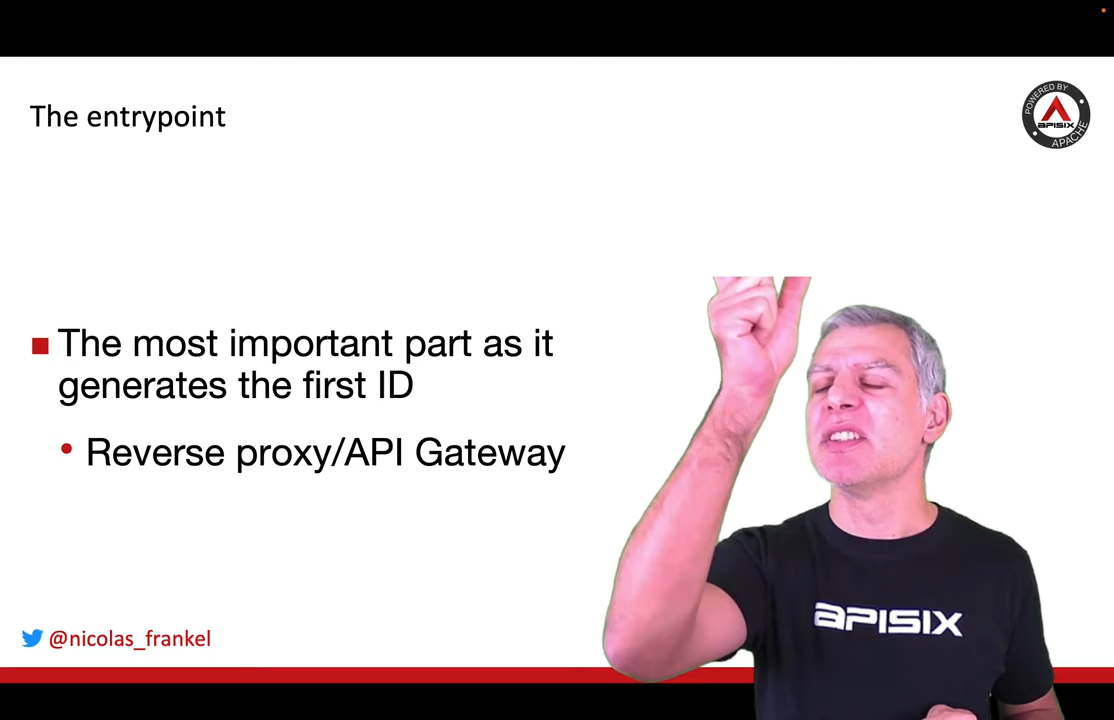 The entrypoint
POWERED BY
APISIX
APACHE
The most important part as it
generates the first ID
Reverse proxy/API Gateway
APISIX
@nicolas_frankel